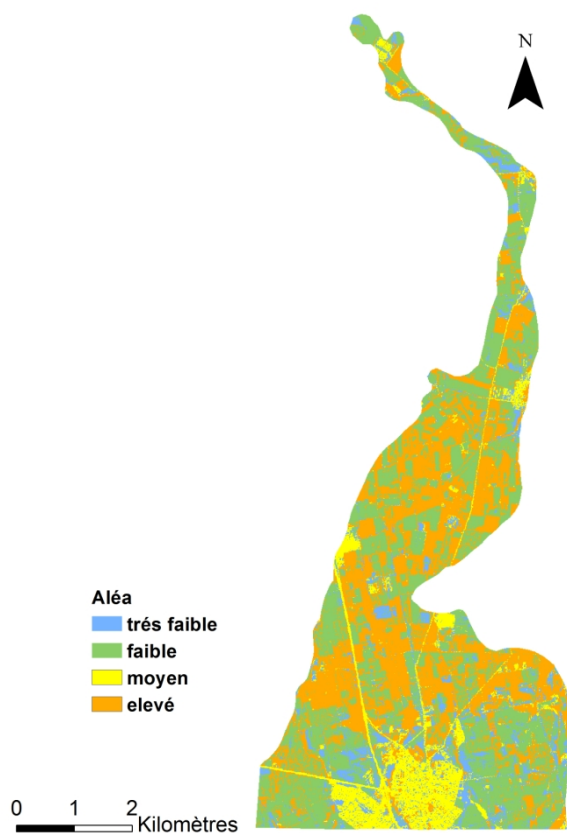 N
Aléa
trés faible
faible
moyen
elevé
0 1 2
Kilomètres